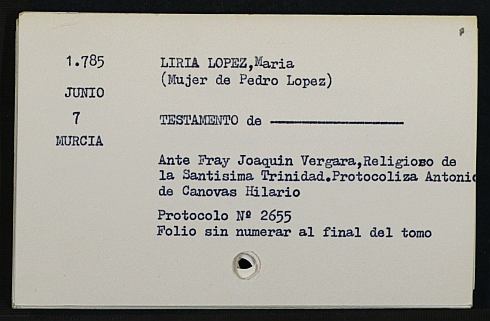 1.785
JUNIO
7
MURCIA
LIRIA LOPEZ,Maria
(Mujer de Pedro Lopez)
TESTAMENTO de ————————
Ante Fray Joaquin Vergara,Religioso de
la Santisima Trinidad.Protocoliza Antonio
de Canovas Hilario
Protocolo Nº 2655
Folio sin numerar al final del tomo